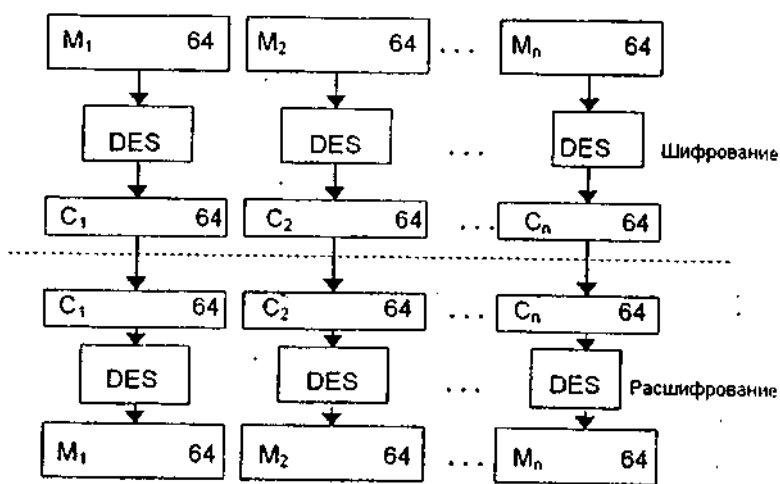 M₁ 64 M₂ 64 ... Mₙ 64
DES DES ... DES Шифрование
C₁ 64 C₂ 64 ... Cₙ 64
C₁ 64 C₂ 64 ... Cₙ 64
DES DES ... DES Расшифрование
M₁ 64 M₂ 64 ... Mₙ 64